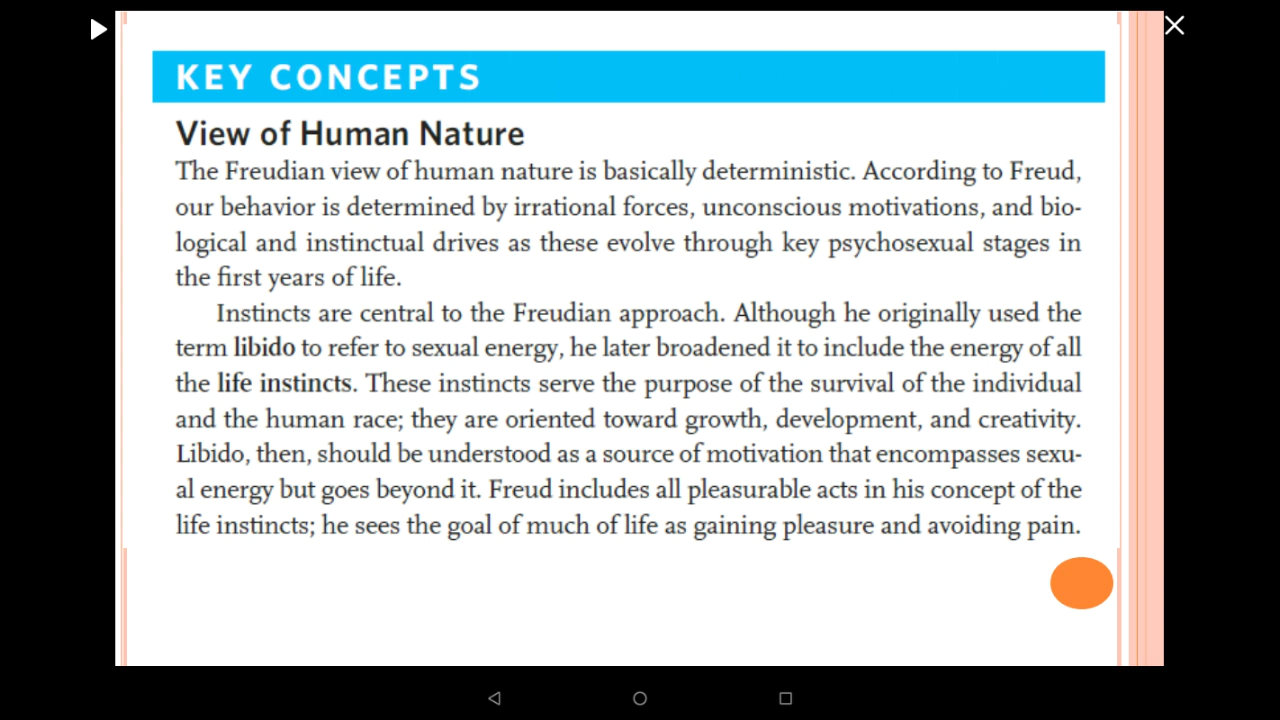 KEY CONCEPTS
View of Human Nature
The Freudian view of human nature is basically deterministic. According to Freud,
our behavior is determined by irrational forces, unconscious motivations, and bio-
logical and instinctual drives as these evolve through key psychosexual stages in
the first years of life.
Instincts are central to the Freudian approach. Although he originally used the
term libido to refer to sexual energy, he later broadened it to include the energy of all
the life instincts. These instincts serve the purpose of the survival of the individual
and the human race; they are oriented toward growth, development, and creativity.
Libido, then, should be understood as a source of motivation that encompasses sexu-
al energy but goes beyond it. Freud includes all pleasurable acts in his concept of the
life instincts; he sees the goal of much of life as gaining pleasure and avoiding pain.